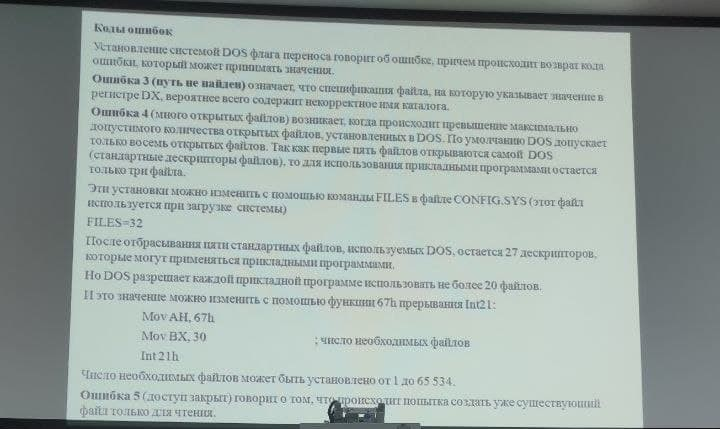 Коды ошибок
Установление системой DOS флага переноса говорит об ошибке, причем происходит возврат кода
ошибки, который может принимать значения.
Ошибка 3 (путь не найден) означает, что спецификация файла, на которую указывает значение в
регистре DX, вероятнее всего содержит некорректное имя каталога.
Ошибка 4 (много открытых файлов) возникает, когда происходит превышение максимально
допустимого количества открытых файлов, установленных в DOS. По умолчанию DOS допускает
только восемь открытых файлов. Так как первые пять файлов открываются самой DOS
(стандартные дескрипторы файлов), то для использования прикладными программами остается
только три файла.
Эти установки можно изменить с помощью команды FILES в файле CONFIG.SYS (этот файл
используется при загрузке системы)
FILES=32
После отбрасывания пяти стандартных файлов, используемых DOS, остается 27 дескрипторов,
которые могут применяться прикладными программами.
Но DOS разрешает каждой прикладной программе использовать не более 20 файлов.
И это значение можно изменить с помощью функции 67h прерывания Int21:
Mov AH, 67h
Mov BX, 30 ; число необходимых файлов
Int 21h
Число необходимых файлов может быть установлено от 1 до 65 534.
Ошибка 5 (доступ закрыт) говорит о том, что происходит попытка создать уже существующий
файл только для чтения.